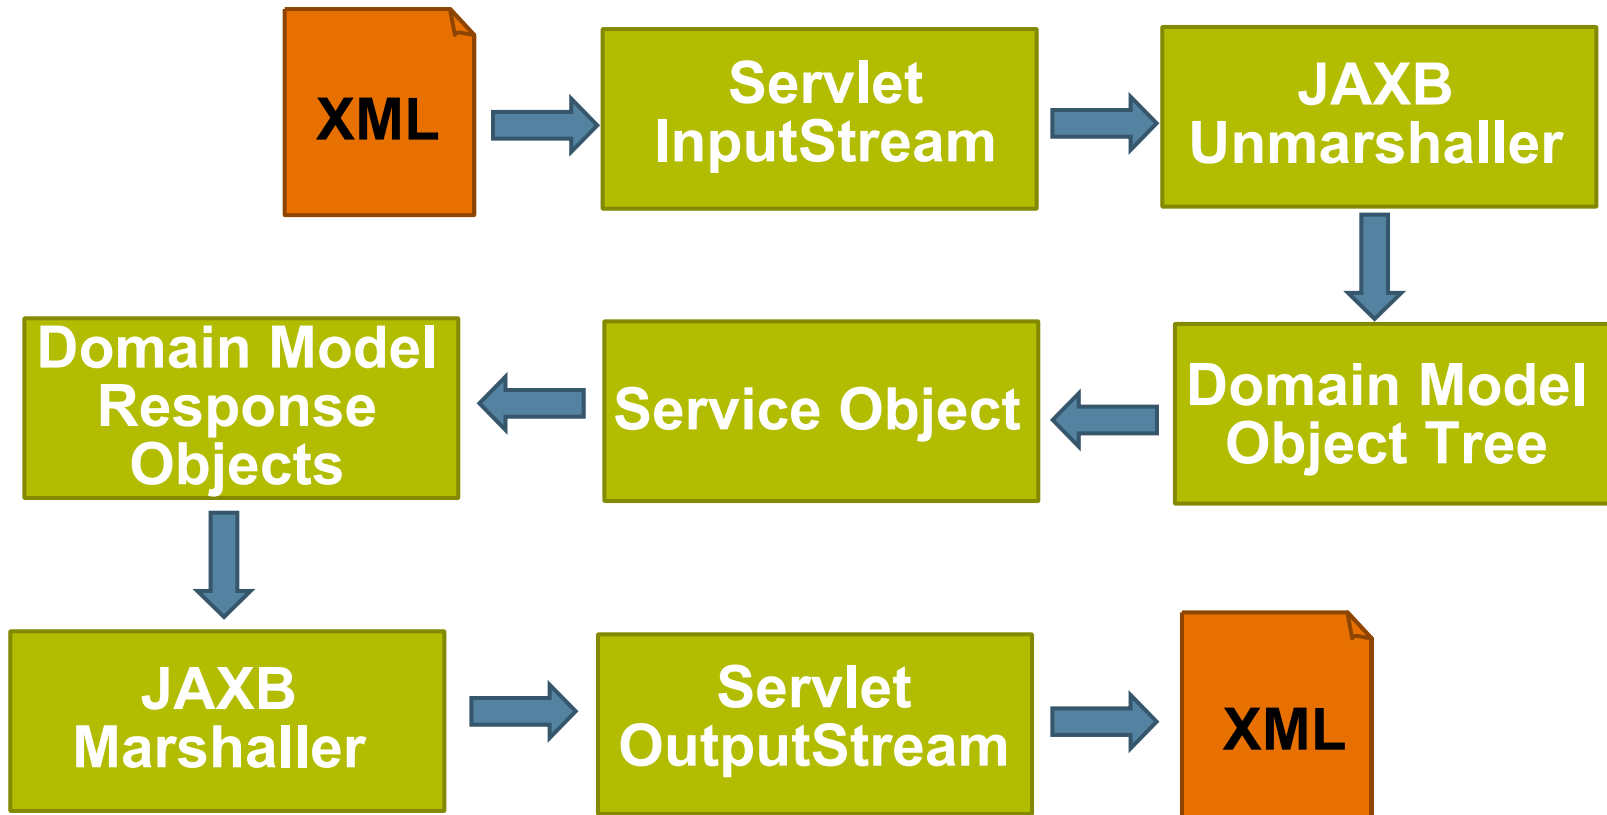 XML
Servlet
InputStream
JAXB
Unmarshaller
Domain Model
Response
Objects
Service Object
Domain Model
Object Tree
JAXB
Marshaller
Servlet
OutputStream
XML